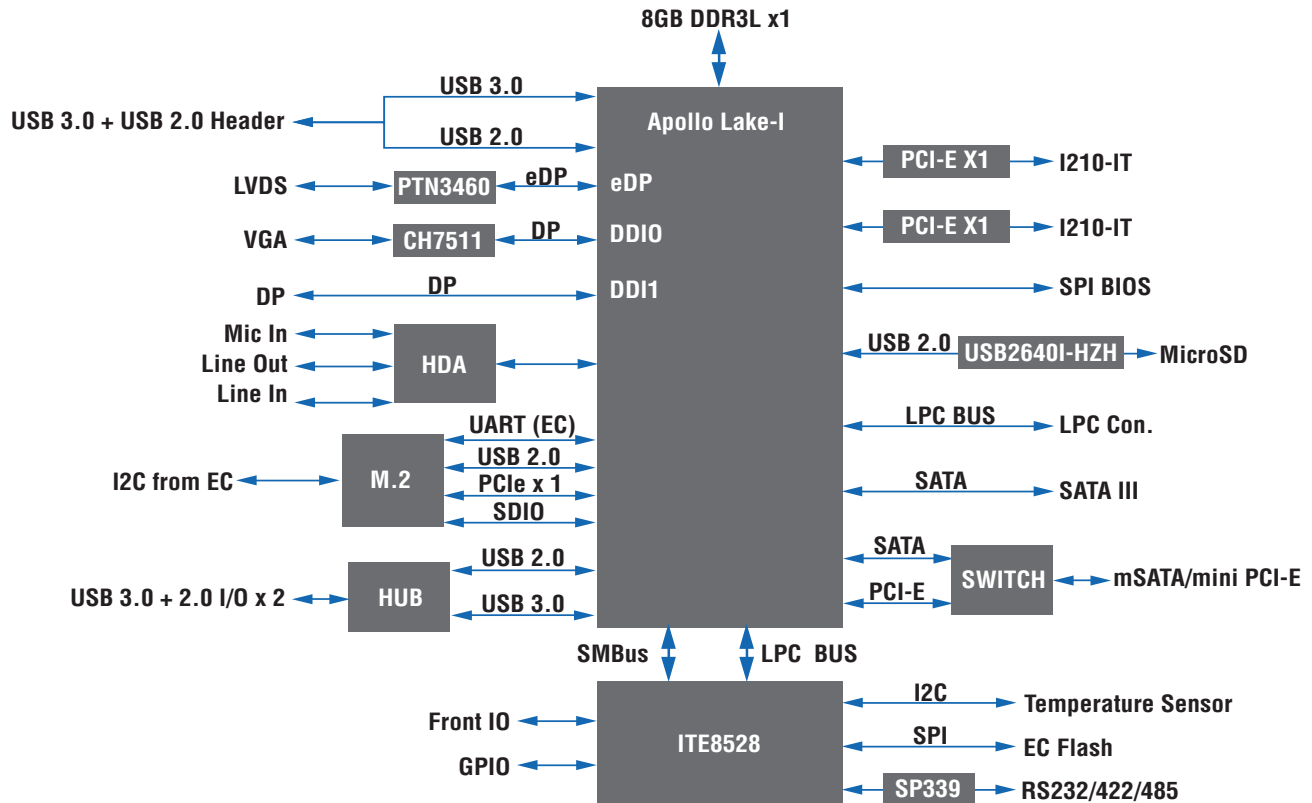 8GB DDR3L x1
USB 3.0
USB 3.0 + USB 2.0 Header
USB 2.0
Apollo Lake-I
LVDS
PTN3460
eDP
eDP
VGA
CH7511
DP
DDIO
DP
DP
DDI1
Mic In
Line Out
Line In
HDA
UART (EC)
USB 2.0
PCIe x 1
SDIO
I2C from EC
M.2
USB 2.0
USB 3.0
USB 3.0 + 2.0 I/O x 2
HUB
PCI-E X1
I210-IT
PCI-E X1
I210-IT
SPI BIOS
USB 2.0
USB2640I-HZH
MicroSD
LPC BUS
LPC Con.
SATA
SATA III
SATA
PCI-E
SWITCH
mSATA/mini PCI-E
SMBus
LPC BUS
Front IO
GPIO
ITE8528
I2C
Temperature Sensor
SPI
EC Flash
SP339
RS232/422/485